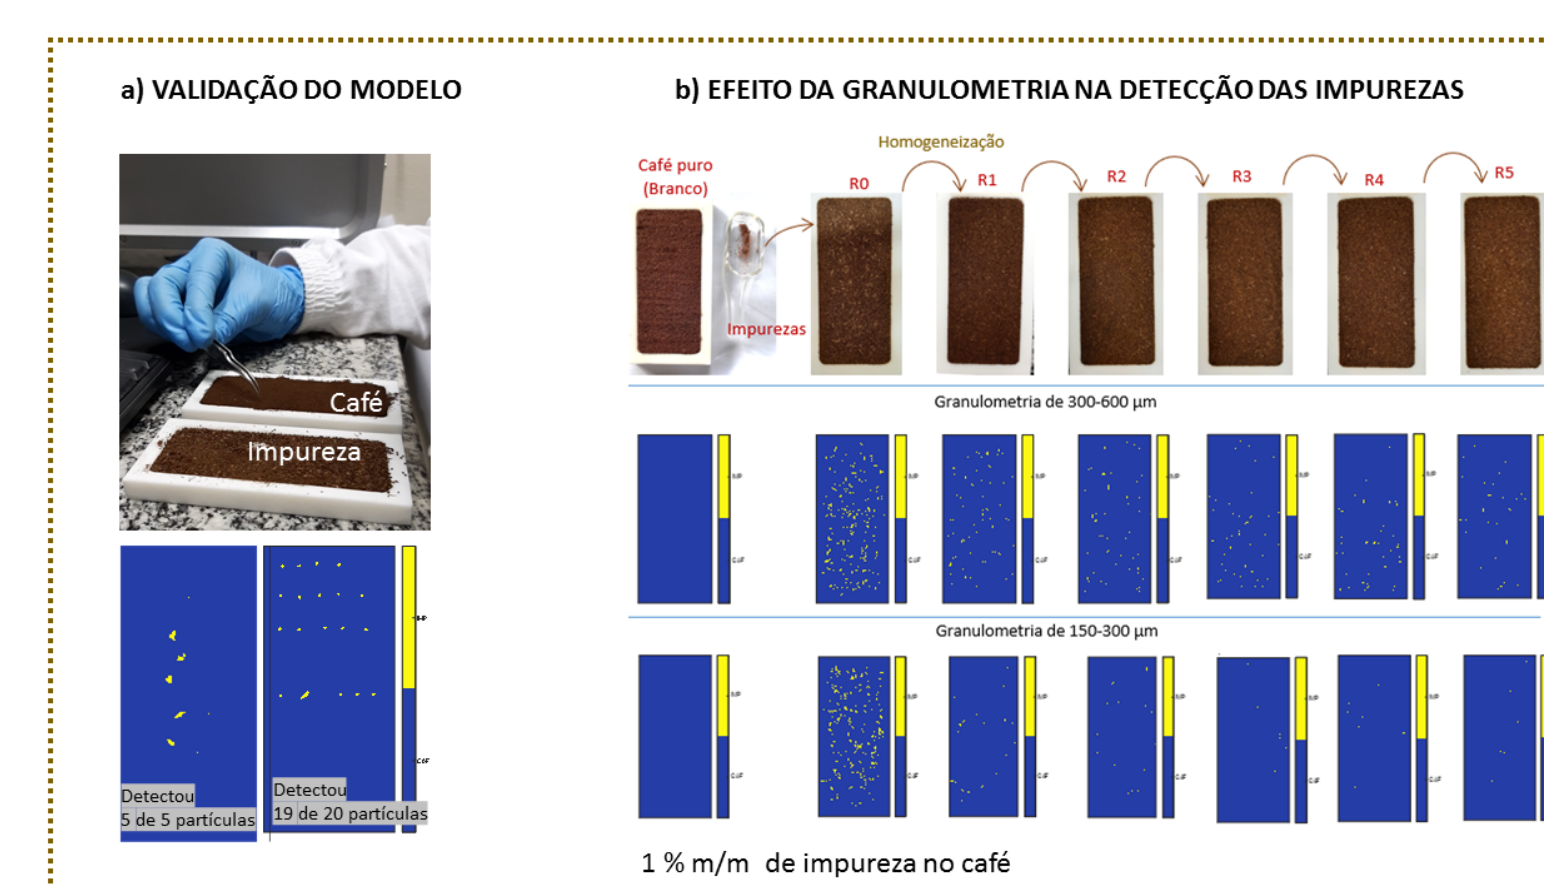 a) VALIDAÇÃO DO MODELO
Café
Impureza
Detectou
5 de 5 partículas
Detectou
19 de 20 partículas
b) EFEITO DA GRANULOMETRIA NA DETECÇÃO DAS IMPUREZAS
Homogeneização
Café puro
(Branco)
Impurezas
R0
R1
R2
R3
R4
R5
Granulometria de 300-600 µm
Granulometria de 150-300 µm
1 % m/m de impureza no café